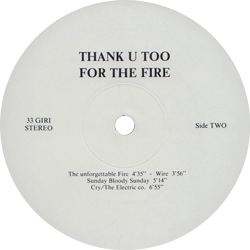 THANK U TOO
FOR THE FIRE
33 GIRI
STEREO
Side TWO
The unforgettable Fire 4'35" - Wire 3'56"
Sunday Bloody Sunday 5'14"
Cry/The Electric co. 6'55"